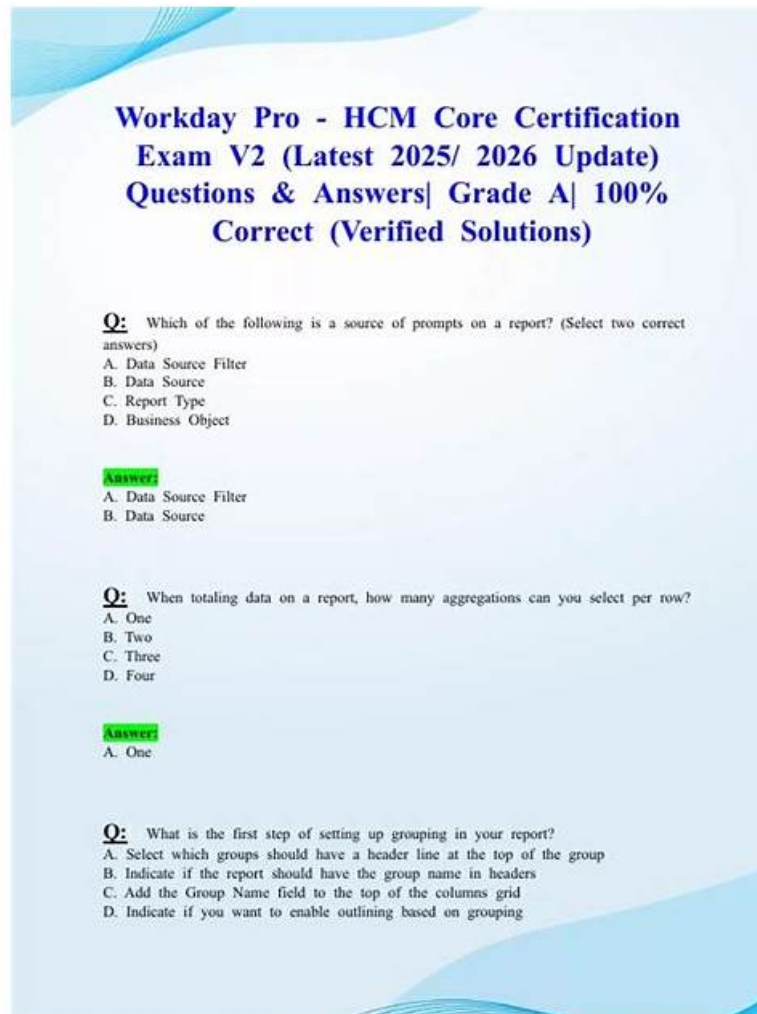 Workday Pro - HCM Core Certification
Exam V2 (Latest 2025/ 2026 Update)
Questions & Answers| Grade A| 100%
Correct (Verified Solutions)
Q: Which of the following is a source of prompts on a report? (Select two correct
answers)
A. Data Source Filter
B. Data Source
C. Report Type
D. Business Object
Answer:
A. Data Source Filter
B. Data Source
Q: When totaling data on a report, how many aggregations can you select per row?
A. One
B. Two
C. Three
D. Four
Answer:
A. One
Q: What is the first step of setting up grouping in your report?
A. Select which groups should have a header line at the top of the group
B. Indicate if the report should have the group name in headers
C. Add the Group Name field to the top of the columns grid
D. Indicate if you want to enable outlining based on grouping